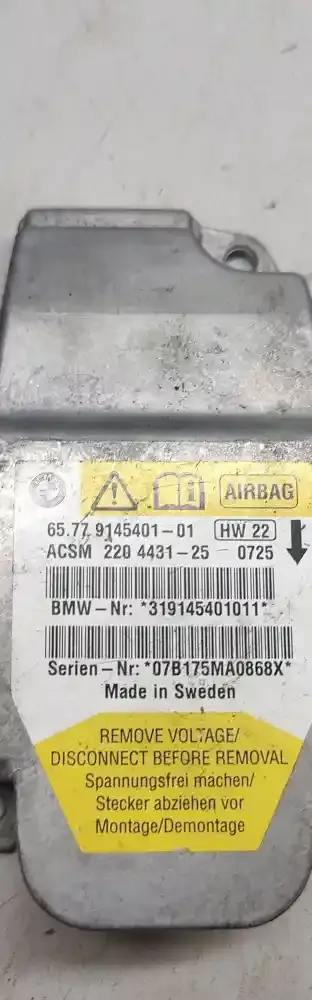 AIRBAG
65.77 9145401-01 HW 22
ACSM 220 4431-25 0725
BMW-Nr: *319145401011*
Serien-Nr: *07B175MA0868X*
Made in Sweden
REMOVE VOLTAGE/
DISCONNECT BEFORE REMOVAL
Spannungsfrei machen/
Stecker abziehen vor
Montage/Demontage